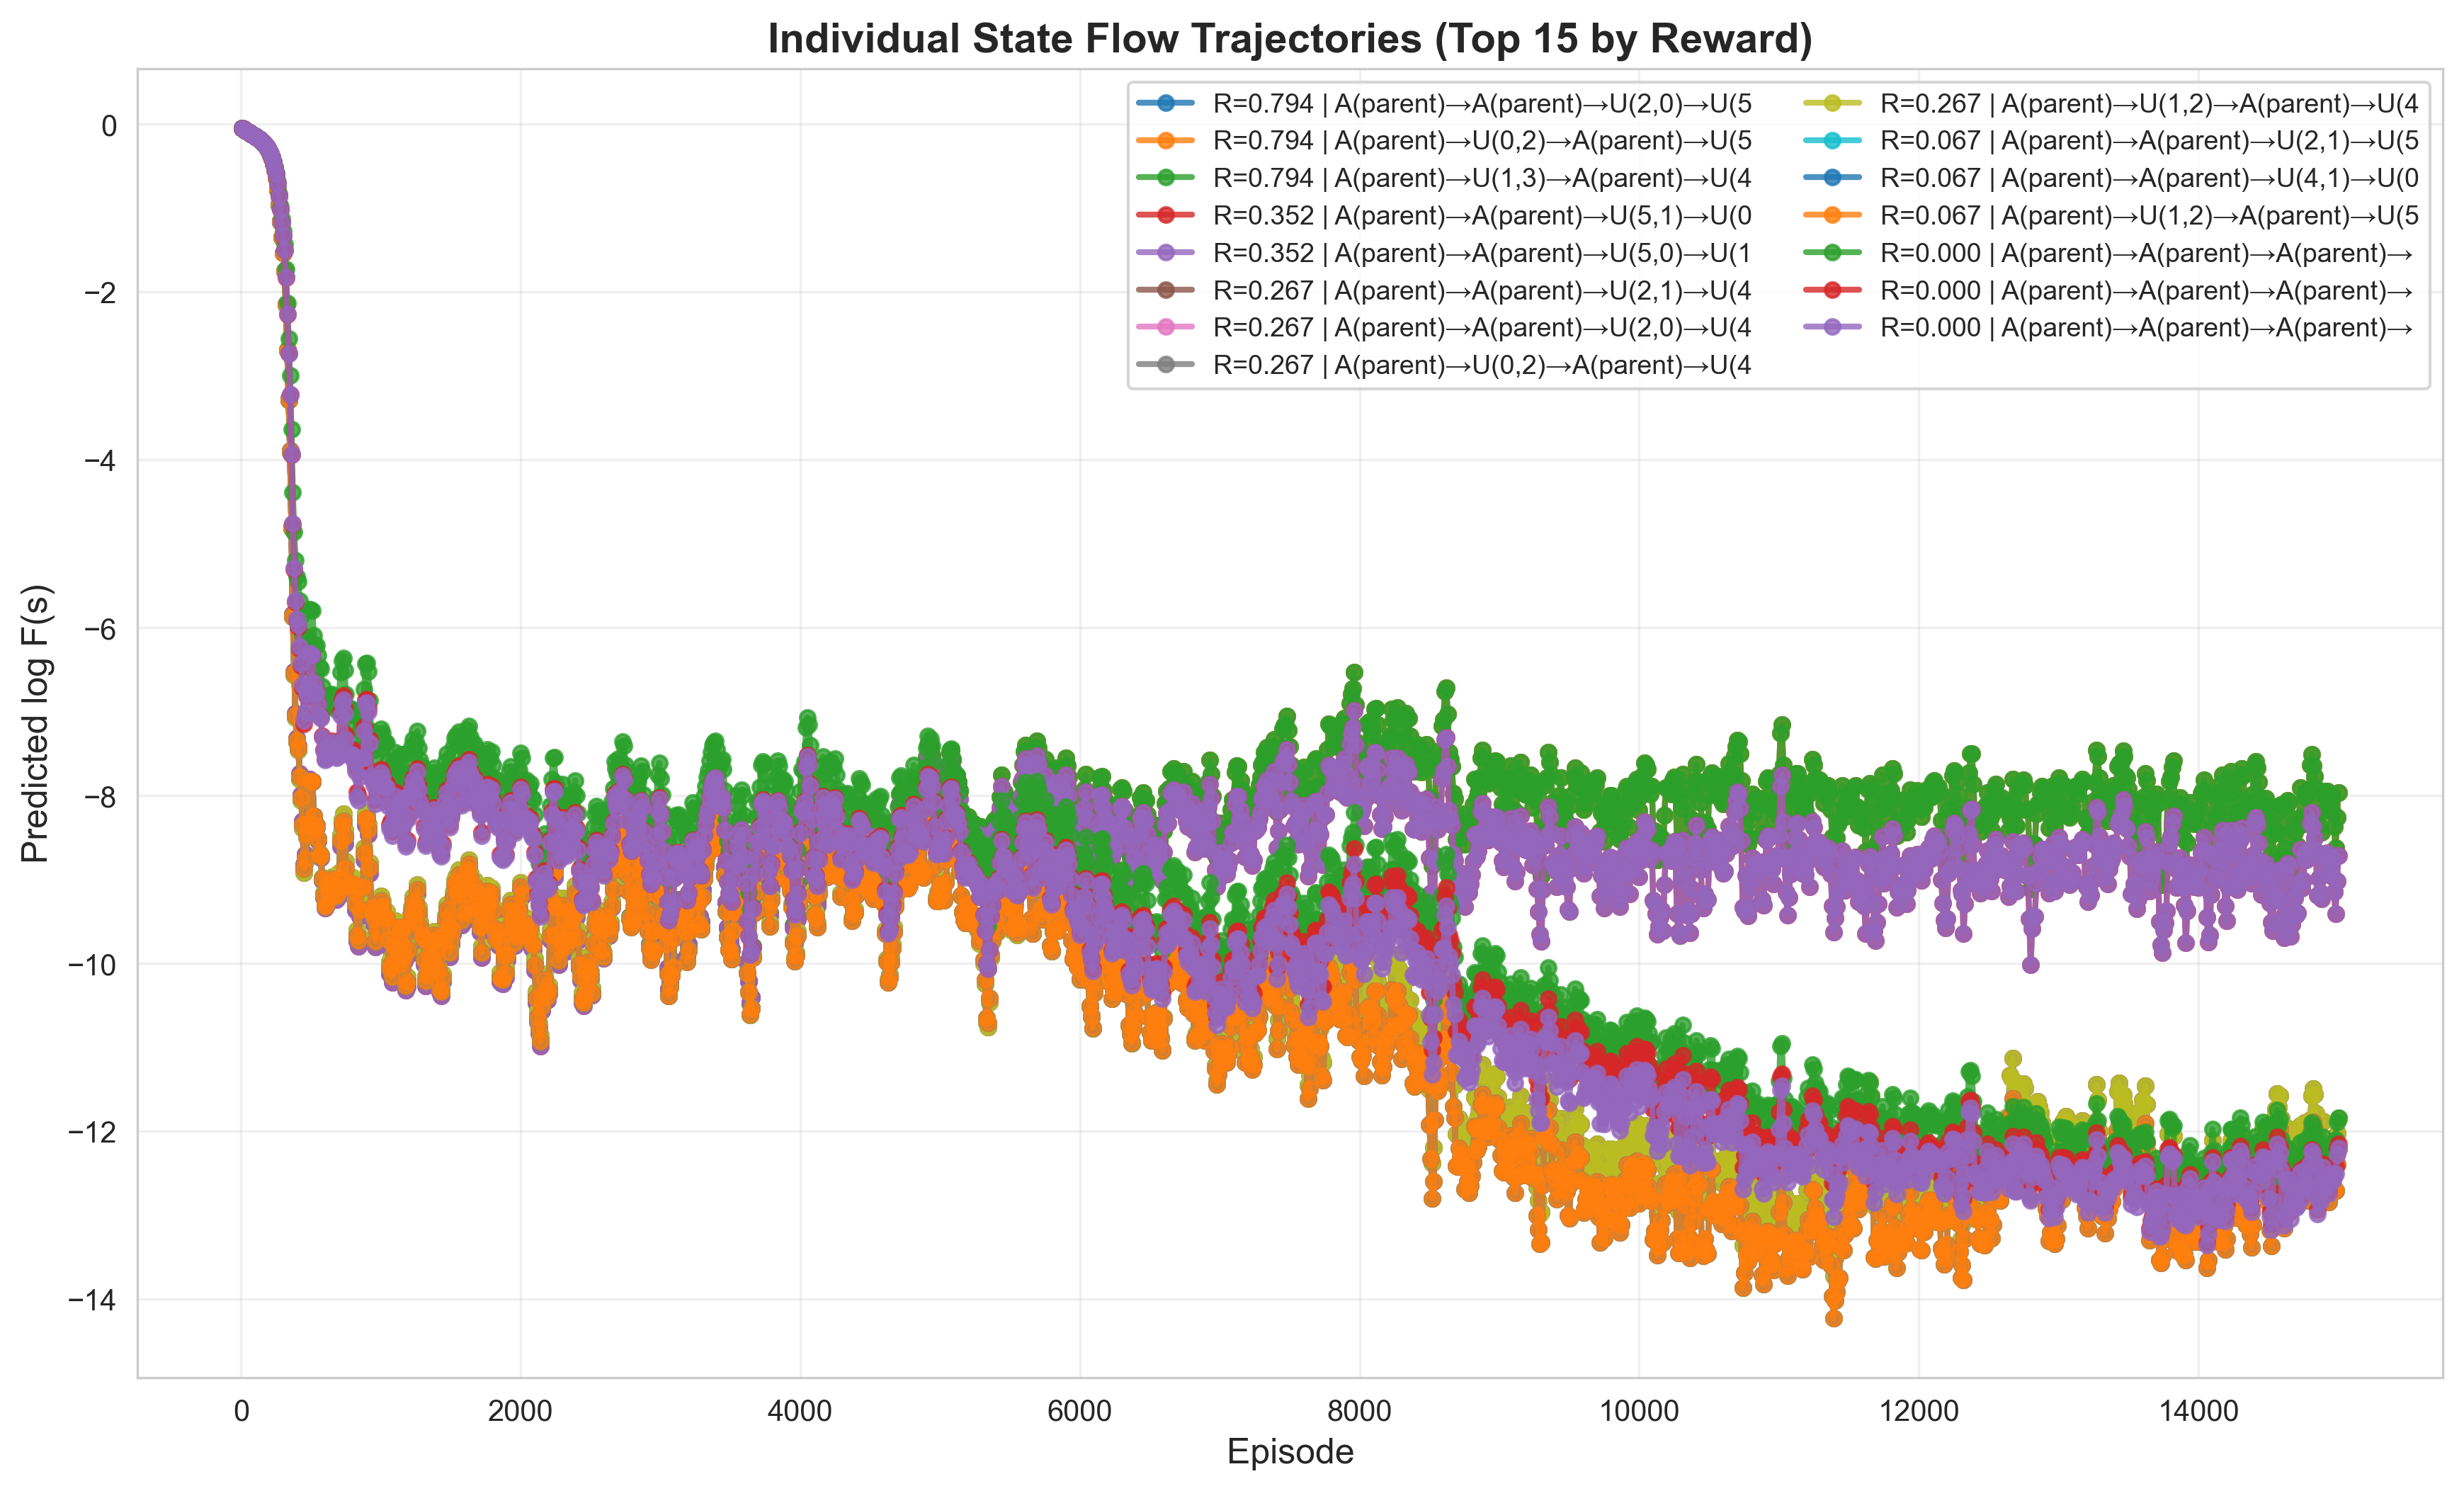 Individual State Flow Trajectories (Top 15 by Reward)
R=0.794 | A(parent)→A(parent)→U(2,0)→U(5
R=0.794 | A(parent)→U(0,2)→A(parent)→U(5
R=0.794 | A(parent)→U(1,3)→A(parent)→U(4
R=0.352 | A(parent)→A(parent)→U(5,1)→U(0
R=0.352 | A(parent)→A(parent)→U(5,0)→U(1
R=0.267 | A(parent)→A(parent)→U(2,1)→U(4
R=0.267 | A(parent)→A(parent)→U(2,0)→U(4
R=0.267 | A(parent)→U(0,2)→A(parent)→U(4
R=0.267 | A(parent)→U(1,2)→A(parent)→U(4
R=0.067 | A(parent)→A(parent)→U(2,1)→U(5
R=0.067 | A(parent)→A(parent)→U(4,1)→U(0
R=0.067 | A(parent)→U(1,2)→A(parent)→U(5
R=0.000 | A(parent)→A(parent)→A(parent)→
R=0.000 | A(parent)→A(parent)→A(parent)→
R=0.000 | A(parent)→A(parent)→A(parent)→
Predicted log F(s)
0
−2
−4
−6
−8
−10
−12
−14
0
2000
4000
6000
8000
10000
12000
14000
Episode